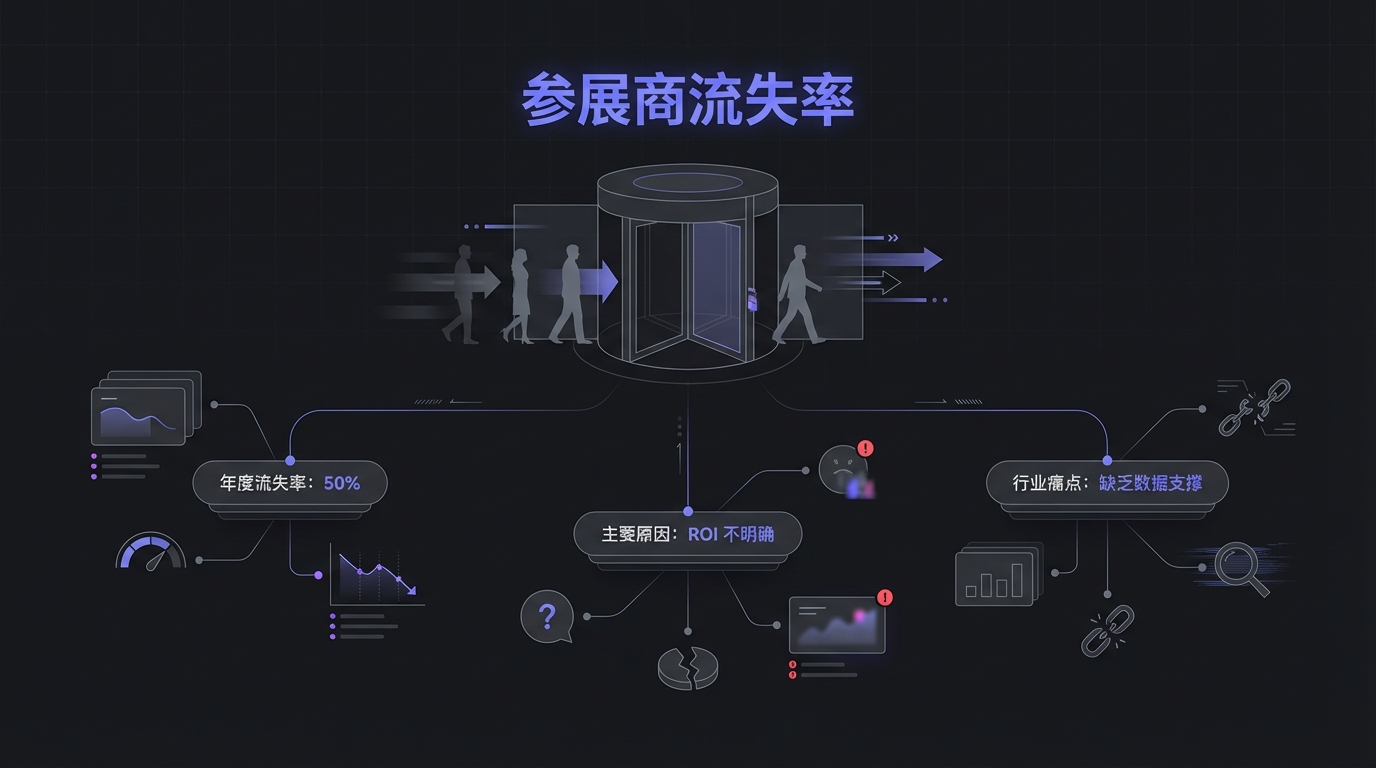 参展商流失率
年度流失率：50%
主要原因：ROI 不明确
行业痛点：缺乏数据支撑
?
!
!